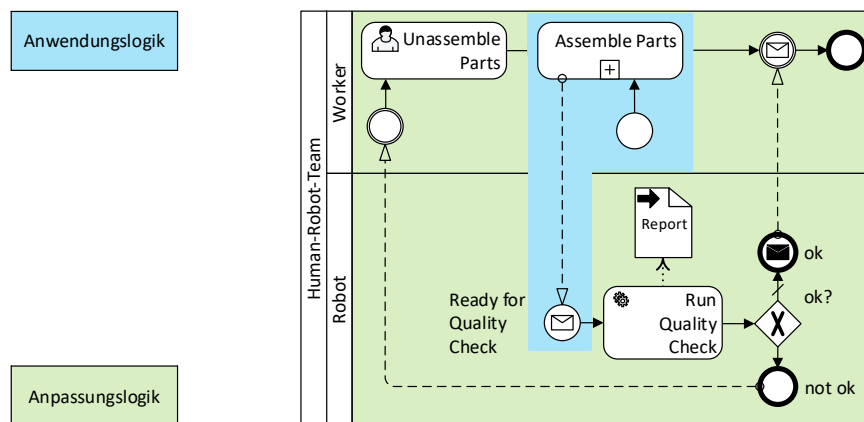 Anwendungslogik
Anpassungslogik
Human-Robot-Team
Worker
Robot
Unassemble
Parts
Assemble Parts
Report
ok
Ready for
Quality
Check
Run
Quality
Check
ok?
not ok